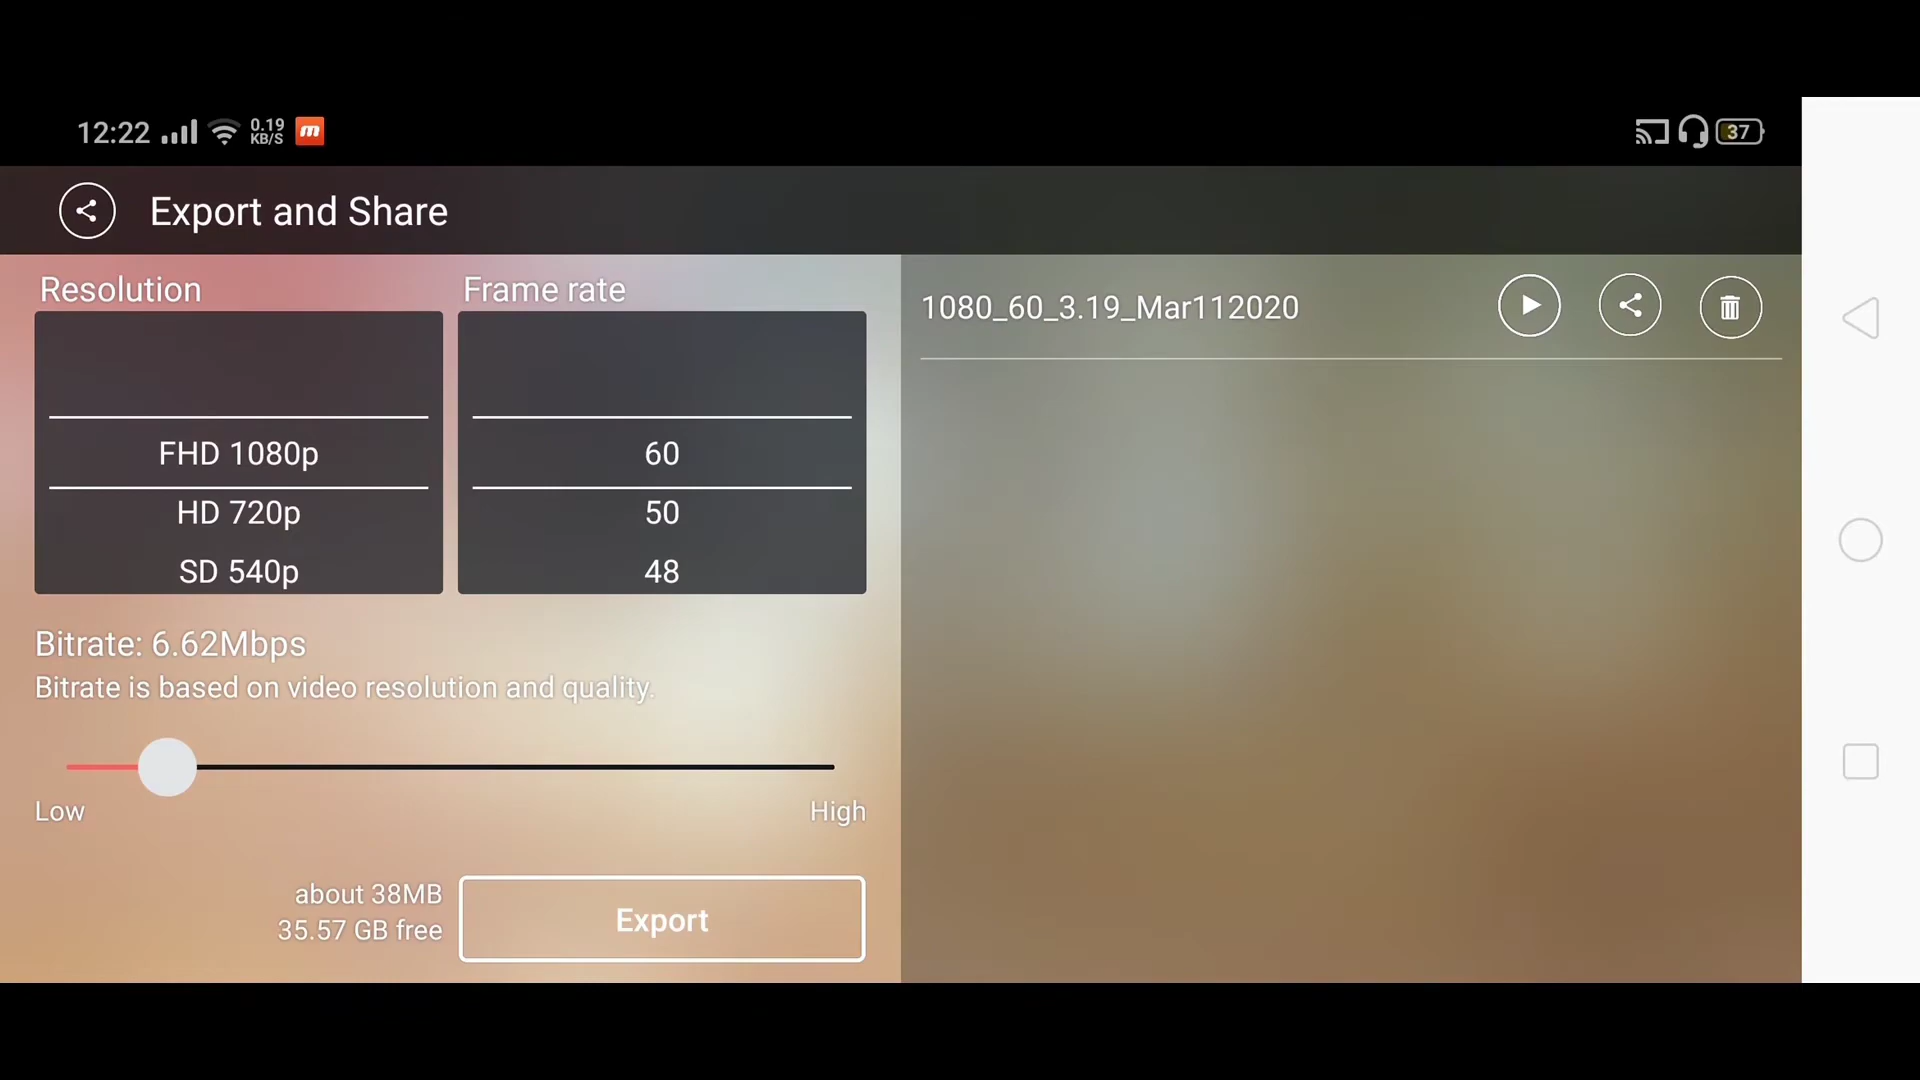 12:22 0.19 KB/S m 37
Export and Share
Resolution
FHD 1080p
HD 720p
SD 540p
Frame rate
60
50
48
Bitrate: 6.62Mbps
Bitrate is based on video resolution and quality.
Low High
about 38MB
35.57 GB free
Export
1080_60_3.19_Mar112020